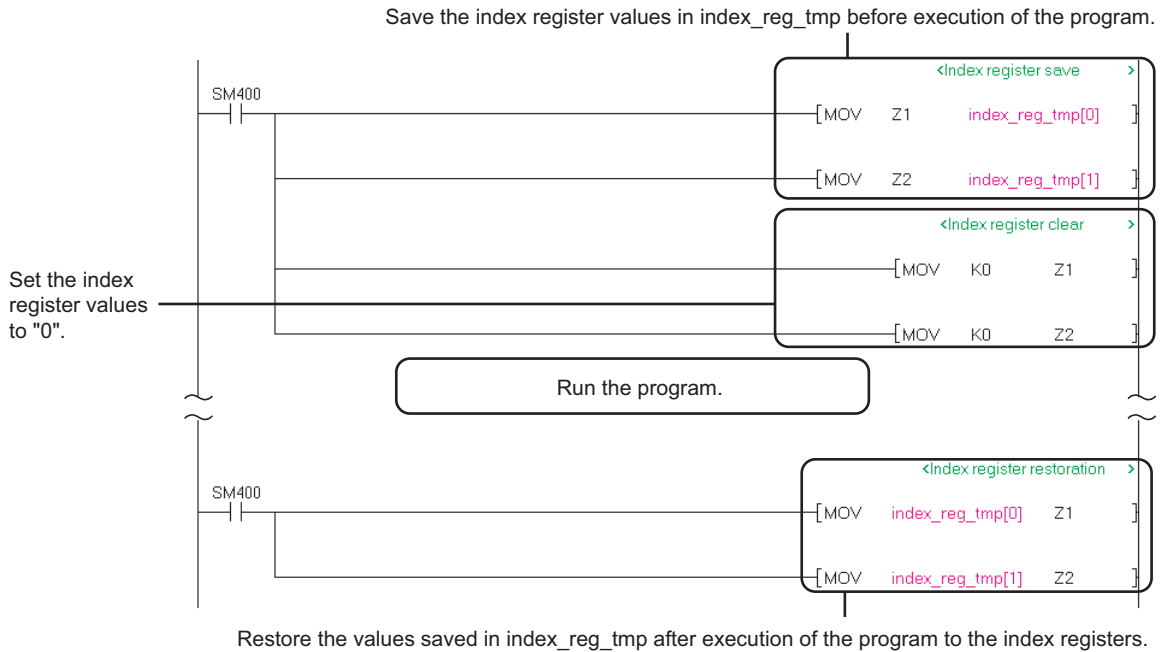 Save the index register values in index_reg_tmp before execution of the program.
<Index register save >
SM400
[MOV Z1 index_reg_tmp[0] ]
[MOV Z2 index_reg_tmp[1] ]
<Index register clear >
[MOV K0 Z1 ]
Set the index
register values
to "0".
[MOV K0 Z2 ]
Run the program.
<Index register restoration >
SM400
[MOV index_reg_tmp[0] Z1 ]
[MOV index_reg_tmp[1] Z2 ]
Restore the values saved in index_reg_tmp after execution of the program to the index registers.